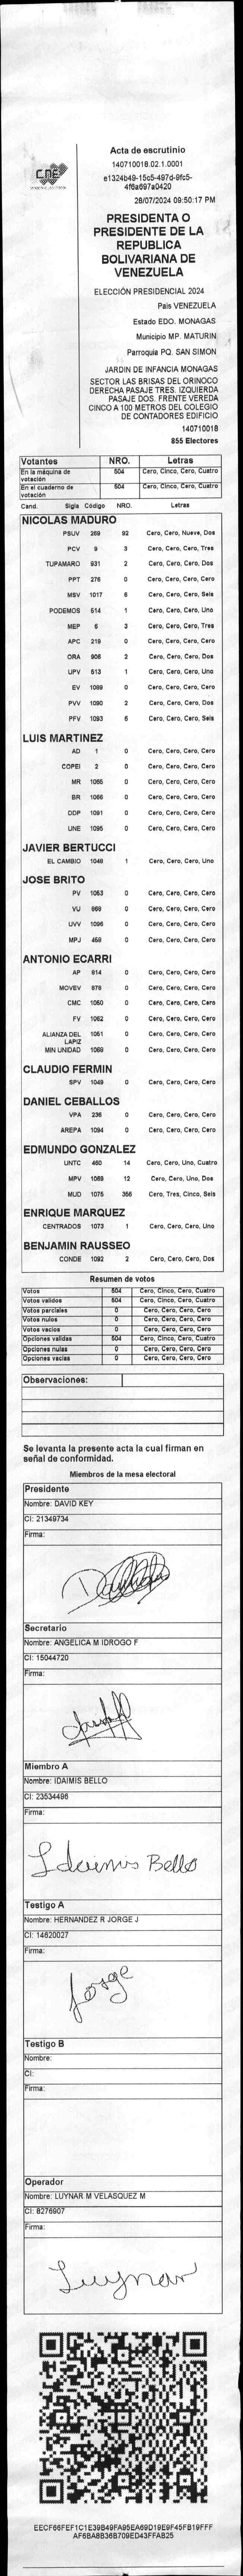 CNE
Acta de escrutinio
140710018.02.1.0001
e1324b49-15c5-497d-9fc5-
4f6a697a0420
28/07/2024 09:50:17 PM
PRESIDENTA O
PRESIDENTE DE LA
REPUBLICA
BOLIVARIANA DE
VENEZUELA
ELECCIÓN PRESIDENCIAL 2024
Pais VENEZUELA
Estado EDO. MONAGAS
Municipio MP. MATURIN
Parroquia PQ. SAN SIMON
JARDIN DE INFANCIA MONAGAS
SECTOR LAS BRISAS DEL ORINOCO
DERECHA PASAJE TRES. IZQUIERDA
PASAJE DOS. FRENTE VEREDA
CINCO A 100 METROS DEL COLEGIO
DE CONTADORES EDIFICIO
140710018
855 Electores
Votantes NRO. Letras
En la máquina de votación 504 Cero, Cinco, Cero, Cuatro
En el cuaderno de votación 504 Cero, Cinco, Cero, Cuatro
Cand. Sigla Código NRO. Letras
NICOLAS MADURO
PSUV 269 92 Cero, Cero, Nueve, Dos
PCV 9 3 Cero, Cero, Cero, Tres
TUPAMARO 931 2 Cero, Cero, Cero, Dos
PPT 276 0 Cero, Cero, Cero, Cero
MSV 1017 6 Cero, Cero, Cero, Seis
PODEMOS 514 1 Cero, Cero, Cero, Uno
MEP 6 3 Cero, Cero, Cero, Tres
APC 219 0 Cero, Cero, Cero, Cero
ORA 906 2 Cero, Cero, Cero, Dos
UPV 513 1 Cero, Cero, Cero, Uno
EV 1099 0 Cero, Cero, Cero, Cero
PVV 1090 2 Cero, Cero, Cero, Dos
PFV 1093 6 Cero, Cero, Cero, Seis
LUIS MARTINEZ
AD 1 0 Cero, Cero, Cero, Cero
COPEI 2 0 Cero, Cero, Cero, Cero
MR 1055 0 Cero, Cero, Cero, Cero
BR 1066 0 Cero, Cero, Cero, Cero
DDP 1091 0 Cero, Cero, Cero, Cero
UNE 1095 0 Cero, Cero, Cero, Cero
JAVIER BERTUCCI
EL CAMBIO 1048 1 Cero, Cero, Cero, Uno
JOSE BRITO
PV 1053 0 Cero, Cero, Cero, Cero
VU 868 0 Cero, Cero, Cero, Cero
UVV 1096 0 Cero, Cero, Cero, Cero
MPJ 458 0 Cero, Cero, Cero, Cero
ANTONIO ECARRI
AP 814 0 Cero, Cero, Cero, Cero
MOVEV 878 0 Cero, Cero, Cero, Cero
CMC 1050 0 Cero, Cero, Cero, Cero
FV 1052 0 Cero, Cero, Cero, Cero
ALIANZA DEL LAPIZ 1051 0 Cero, Cero, Cero, Cero
MIN UNIDAD 1069 0 Cero, Cero, Cero, Cero
CLAUDIO FERMIN
SPV 1049 0 Cero, Cero, Cero, Cero
DANIEL CEBALLOS
VPA 236 0 Cero, Cero, Cero, Cero
AREPA 1094 0 Cero, Cero, Cero, Cero
EDMUNDO GONZALEZ
UNTC 460 14 Cero, Cero, Uno, Cuatro
MPV 1069 12 Cero, Cero, Uno, Dos
MUD 1075 356 Cero, Tres, Cinco, Seis
ENRIQUE MARQUEZ
CENTRADOS 1073 1 Cero, Cero, Cero, Uno
BENJAMIN RAUSSEO
CONDE 1092 2 Cero, Cero, Cero, Dos
Resumen de votos
Votos 504 Cero, Cinco, Cero, Cuatro
Votos validos 504 Cero, Cinco, Cero, Cuatro
Votos parciales 0 Cero, Cero, Cero, Cero
Votos nulos 0 Cero, Cero, Cero, Cero
Votos vacios 0 Cero, Cero, Cero, Cero
Opciones validas 504 Cero, Cinco, Cero, Cuatro
Opciones nulas 0 Cero, Cero, Cero, Cero
Opciones vacias 0 Cero, Cero, Cero, Cero
Observaciones:
Se levanta la presente acta la cual firman en
señal de conformidad.
Miembros de la mesa electoral
Presidente
Nombre: DAVID KEY
CI: 21349734
Firma:
Secretario
Nombre: ANGELICA M IDROGO F
CI: 15044720
Firma:
Miembro A
Nombre: IDAIMIS BELLO
CI: 23534496
Firma:
Idaimis Bello
Testigo A
Nombre: HERNANDEZ R JORGE J
CI: 14620027
Firma:
Jorge
Testigo B
Nombre:
CI:
Firma:
Operador
Nombre: LUYNAR M VELASQUEZ M
CI: 8276907
Firma:
Luynar
EECF66FEF1C1E39B49FA95EA69D19E9F45FB19FFF
AF6BA8B36B709ED43FFAB25